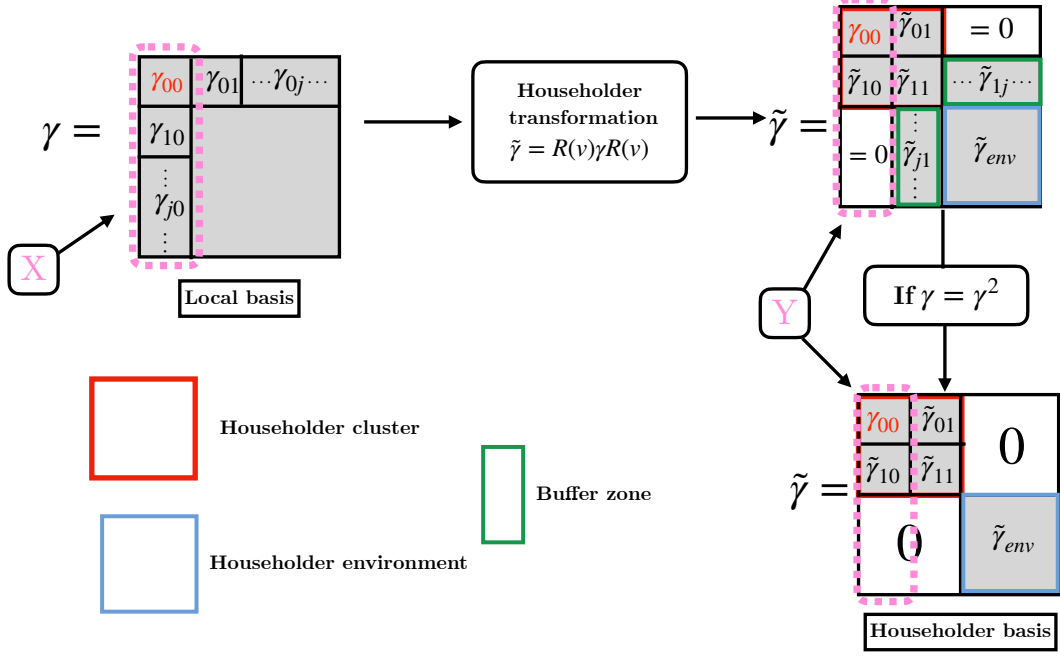 γ =
γ₀₀ γ₀₁ ⋯γ₀ⱼ⋯
γ₁₀
⋮
γⱼ₀
⋮
X
Local basis
Householder
transformation
γ̃ = R(v)γR(v)
γ̃ =
γ₀₀ γ̃₀₁ = 0
γ̃₁₀ γ̃₁₁ ⋯ γ̃₁ⱼ ⋯
= 0
⋮
γ̃ⱼ₁
⋮
γ̃ₑₙᵥ
Y
If γ = γ²
γ̃ =
γ₀₀ γ̃₀₁ 0
γ̃₁₀ γ̃₁₁
0 γ̃ₑₙᵥ
Householder basis
Householder cluster
Buffer zone
Householder environment